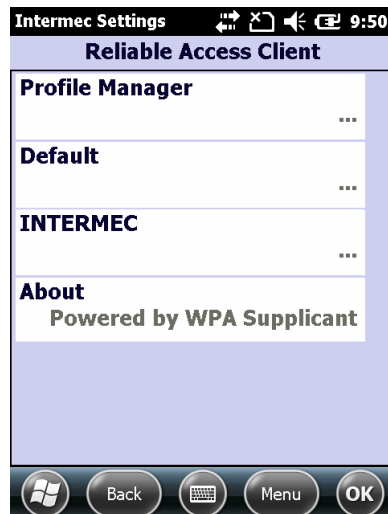 Intermec Settings 9:50
Reliable Access Client
Profile Manager
...
Default
...
INTERMEC
...
About
Powered by WPA Supplicant
Back Menu OK